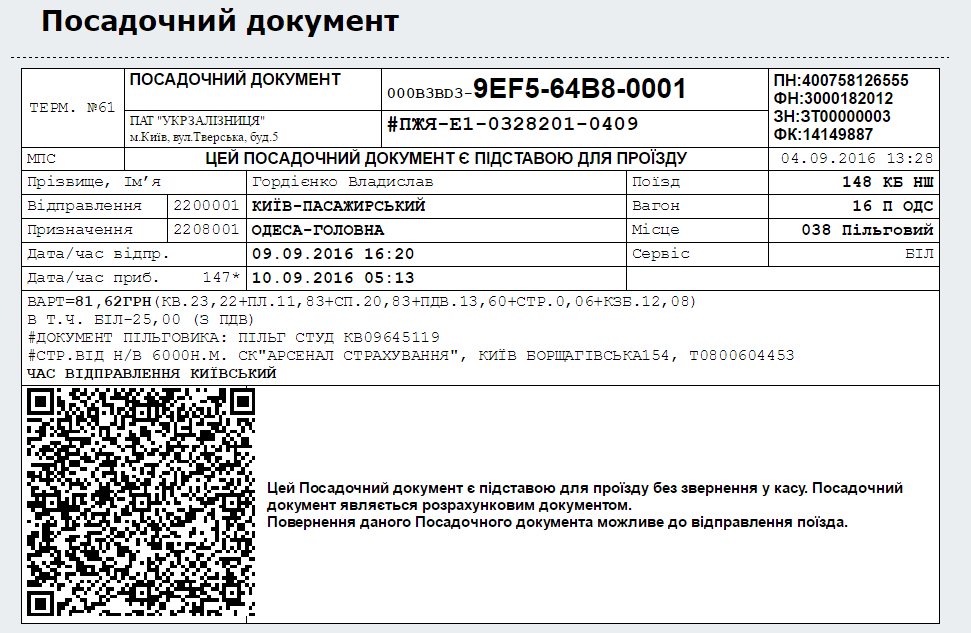 Посадочний документ
ТЕРМ. №61
ПОСАДОЧНИЙ ДОКУМЕНТ
000B3BD3-9EF5-64B8-0001
ПН:400758126555
ФН:3000182012
ЗН:ЗТ00000003
ФК:14149887
ПАТ "УКРЗАЛІЗНИЦЯ"
м.Київ, вул.Тверська, буд.5
#ПЖЯ-Е1-0328201-0409
МПС ЦЕЙ ПОСАДОЧНИЙ ДОКУМЕНТ Є ПІДСТАВОЮ ДЛЯ ПРОЇЗДУ 04.09.2016 13:28
Прізвище, Ім’я Гордієнко Владислав Поїзд 148 КБ НШ
Відправлення 2200001 КИЇВ-ПАСАЖИРСЬКИЙ Вагон 16 П ОДС
Призначення 2208001 ОДЕСА-ГОЛОВНА Місце 038 Пільговий
Дата/час відпр. 09.09.2016 16:20 Сервіс БІЛ
Дата/час приб. 147* 10.09.2016 05:13
ВАРТ=81,62ГРН(КВ.23,22+ПЛ.11,83+СП.20,83+ПДВ.13,60+СТР.0,06+КЗБ.12,08)
В Т.Ч. БІЛ-25,00 (З ПДВ)
#ДОКУМЕНТ ПІЛЬГОВИКА: ПІЛЬГ СТУД КВ09645119
#СТР.ВІД Н/В 6000Н.М. СК"АРСЕНАЛ СТРАХУВАННЯ", КИЇВ БОРЩАГІВСЬКА154, Т0800604453
ЧАС ВІДПРАВЛЕННЯ КИЇВСЬКИЙ
Цей Посадочний документ є підставою для проїзду без звернення у касу. Посадочний
документ являється розрахунковим документом.
Повернення даного Посадочного документа можливе до відправлення поїзда.